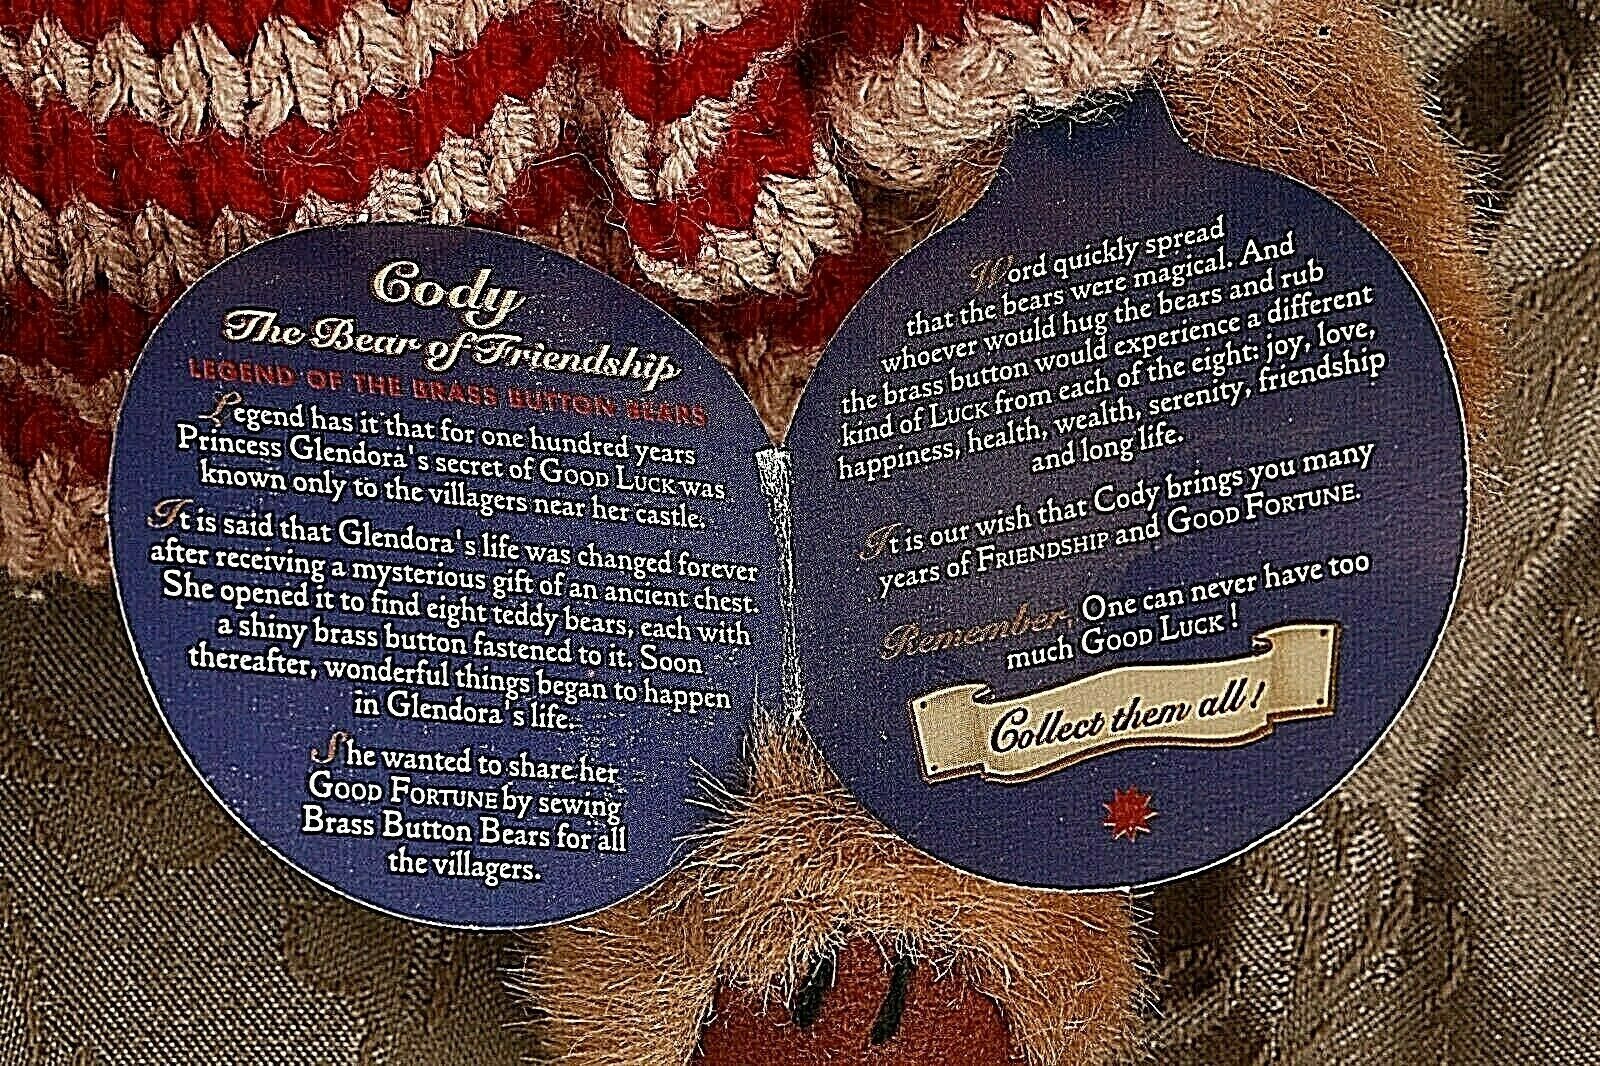 Cody
The Bear of Friendship
LEGEND OF THE BRASS BUTTON BEARS
Legend has it that for one hundred years
Princess Glendora's secret of GOOD LUCK was
known only to the villagers near her castle.
It is said that Glendora's life was changed forever
after receiving a mysterious gift of an ancient chest.
She opened it to find eight teddy bears, each with
a shiny brass button fastened to it. Soon
thereafter, wonderful things began to happen
in Glendora's life.
She wanted to share her
GOOD FORTUNE by sewing
Brass Button Bears for all
the villagers.
Word quickly spread
that the bears were magical. And
whoever would hug the bears and rub
the brass button would experience a different
kind of LUCK from each of the eight: joy, love,
happiness, health, wealth, serenity, friendship
and long life.
It is our wish that Cody brings you many
years of FRIENDSHIP and GOOD FORTUNE.
Remember, One can never have too
much GOOD LUCK!
Collect them all!